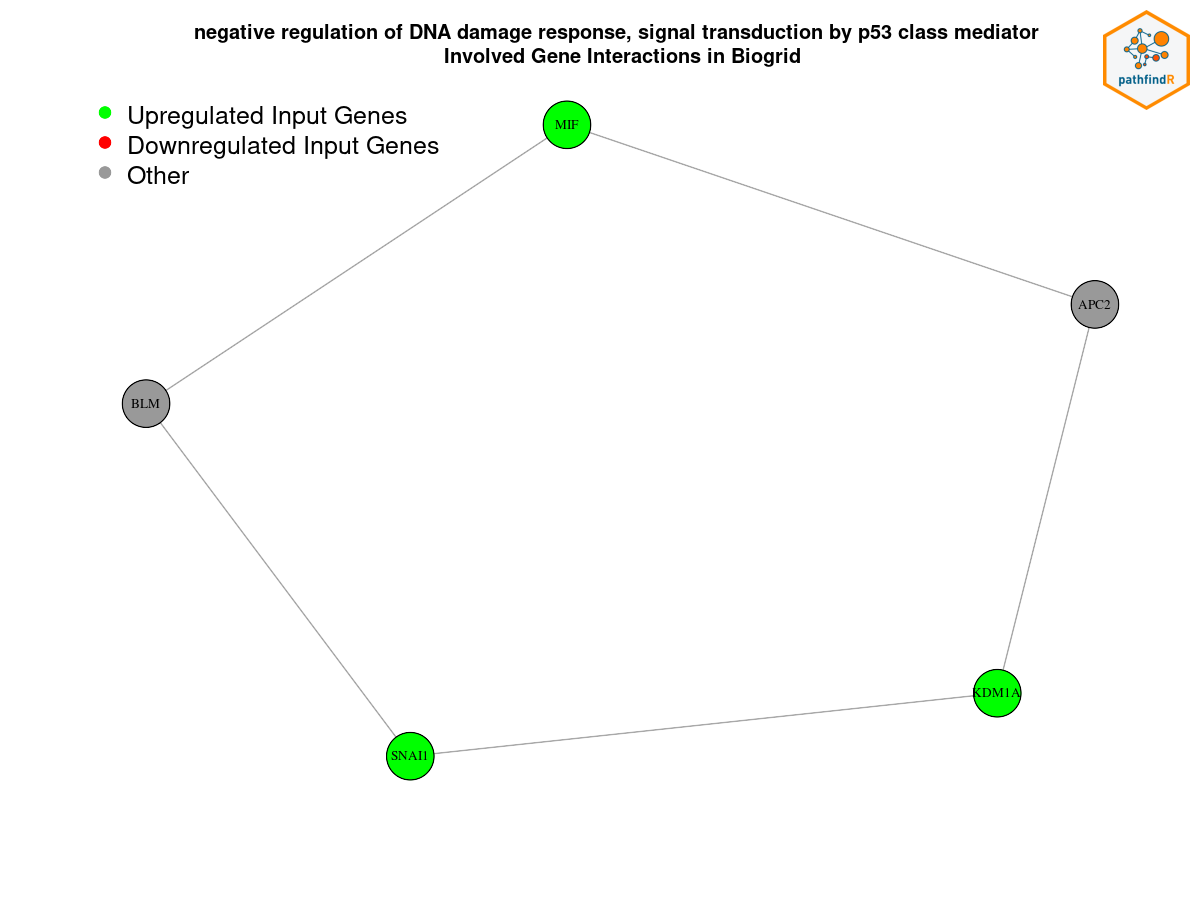 negative regulation of DNA damage response, signal transduction by p53 class mediator
Involved Gene Interactions in Biogrid
pathfindR
Upregulated Input Genes
Downregulated Input Genes
Other
MIF
APC2
BLM
KDM1A
SNAI1